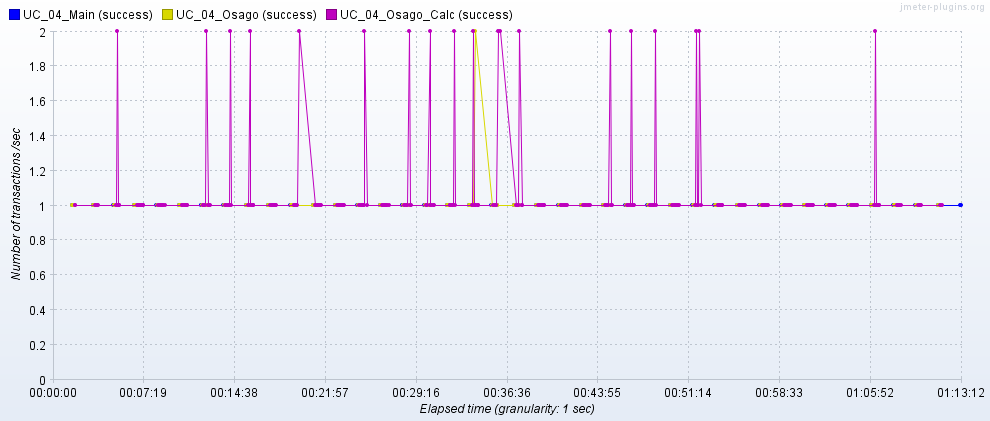 jmeter-plugins.org
UC_04_Main (success) UC_04_Osago (success) UC_04_Osago_Calc (success)
Number of transactions /sec
2
1.8
1.6
1.4
1.2
1
0.8
0.6
0.4
0.2
0
00:00:00 00:07:19 00:14:38 00:21:57 00:29:16 00:36:36 00:43:55 00:51:14 00:58:33 01:05:52 01:13:12
Elapsed time (granularity: 1 sec)